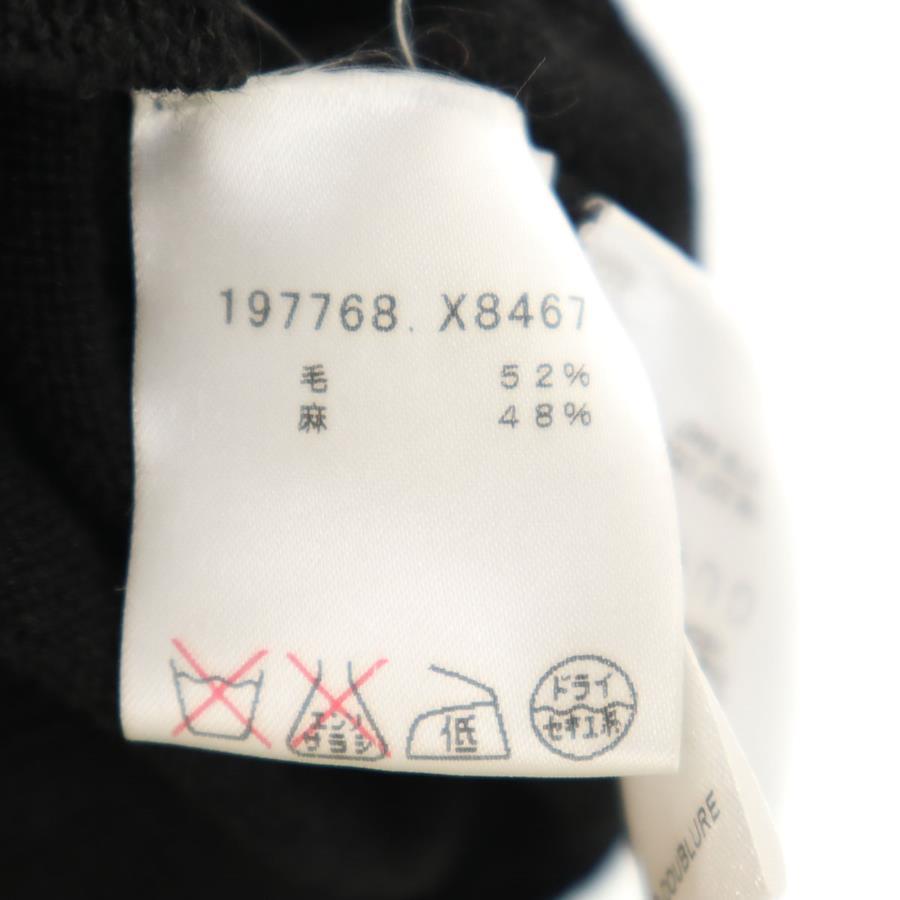 197768. X8467
毛 52%
麻 48%
エンソ
サラシ
低
ドライ
セキユ系
DOUBLURE